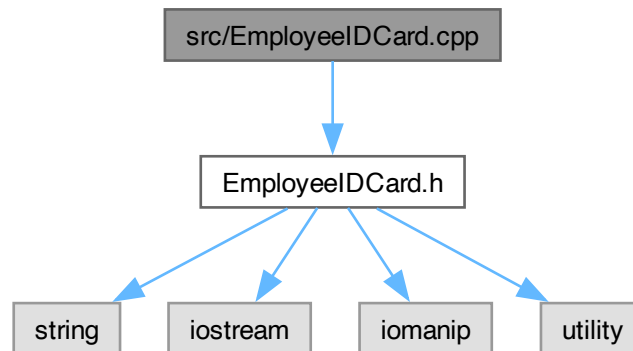 src/EmployeeIDCard.cpp
EmployeeIDCard.h
string
iostream
iomanip
utility